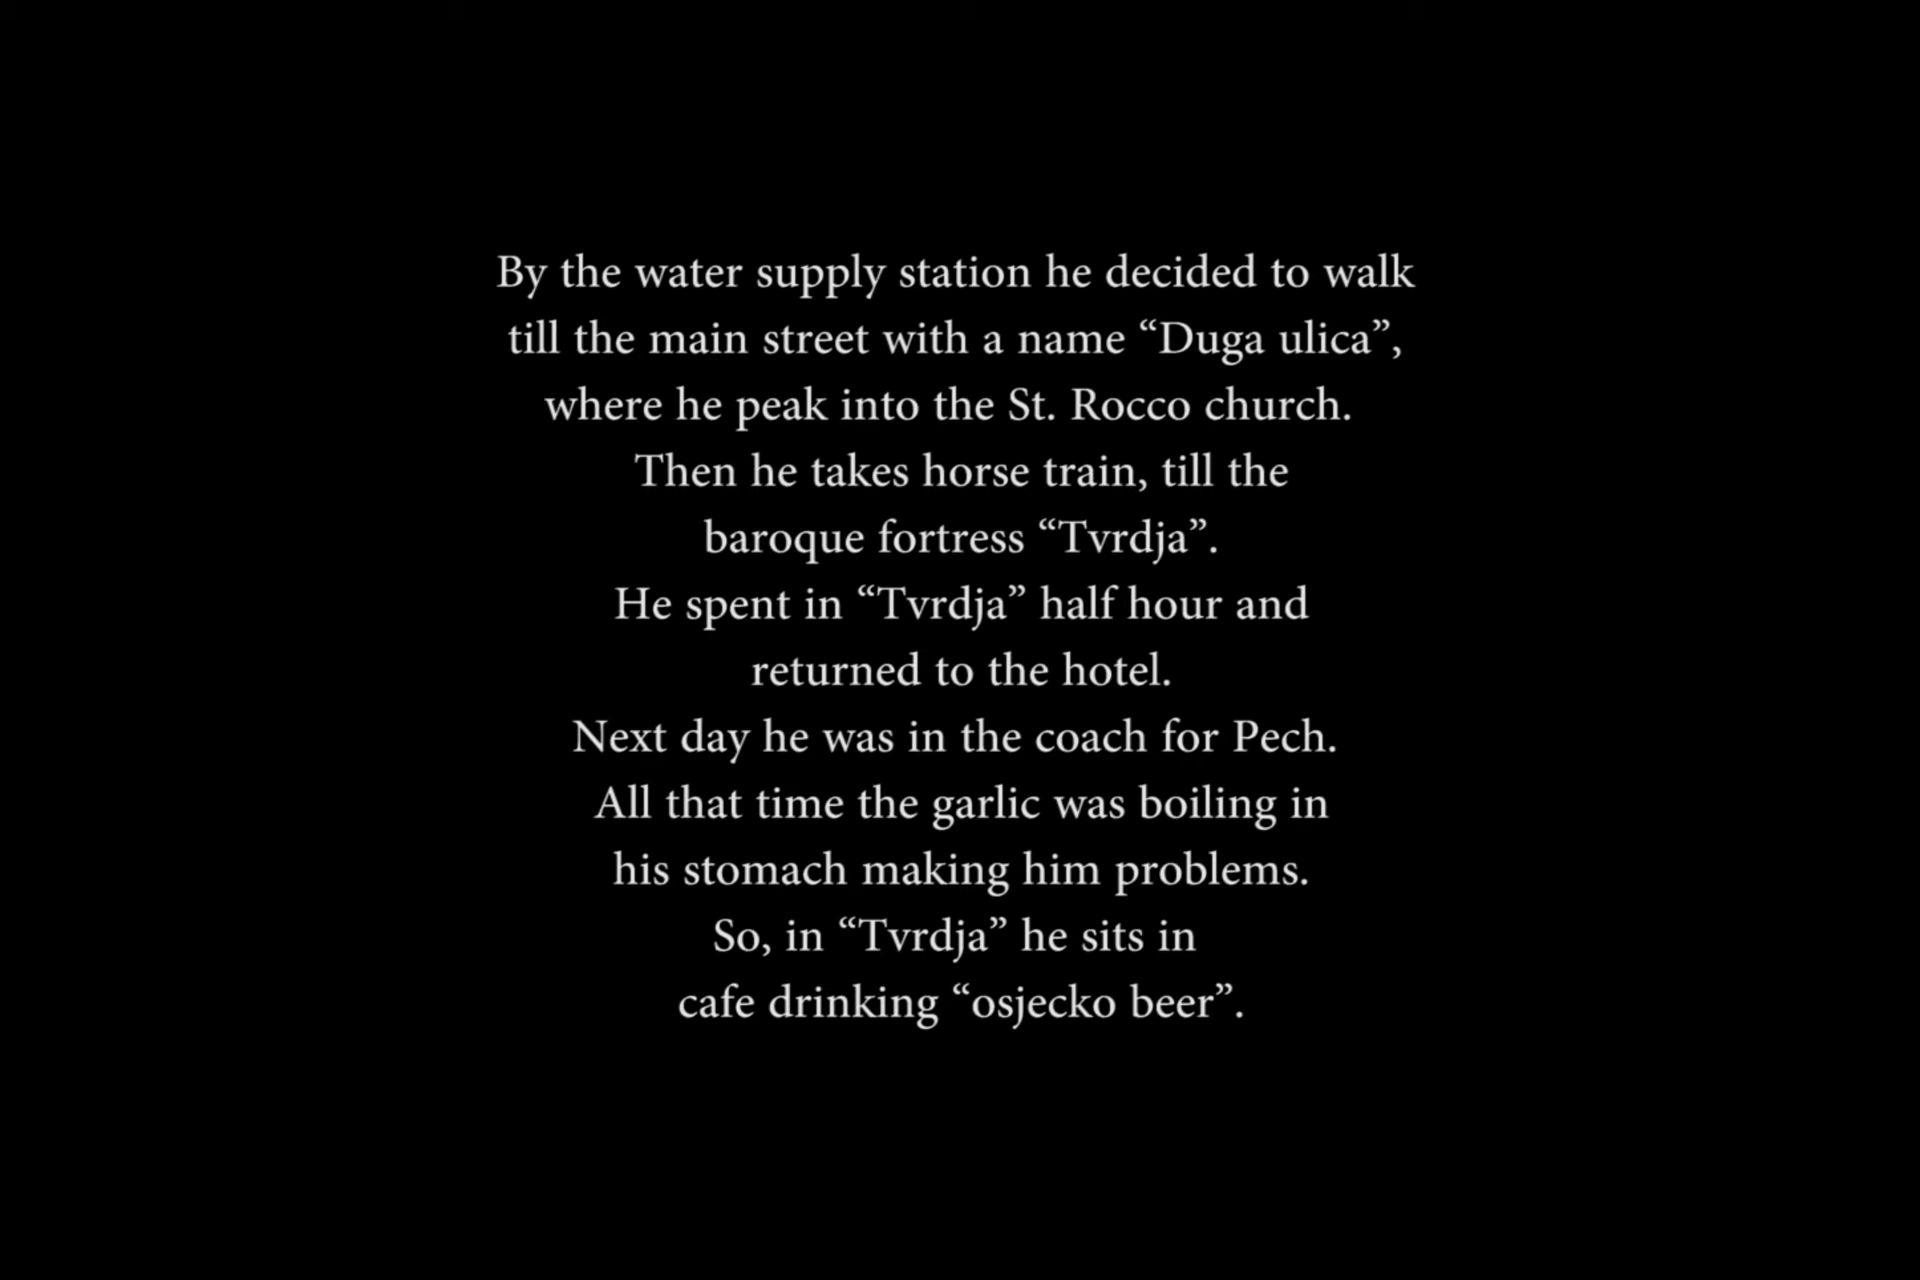 By the water supply station he decided to walk
till the main street with a name “Duga ulica”,
where he peak into the St. Rocco church.
Then he takes horse train, till the
baroque fortress “Tvrdja”.
He spent in “Tvrdja” half hour and
returned to the hotel.
Next day he was in the coach for Pech.
All that time the garlic was boiling in
his stomach making him problems.
So, in “Tvrdja” he sits in
cafe drinking “osjecko beer”.